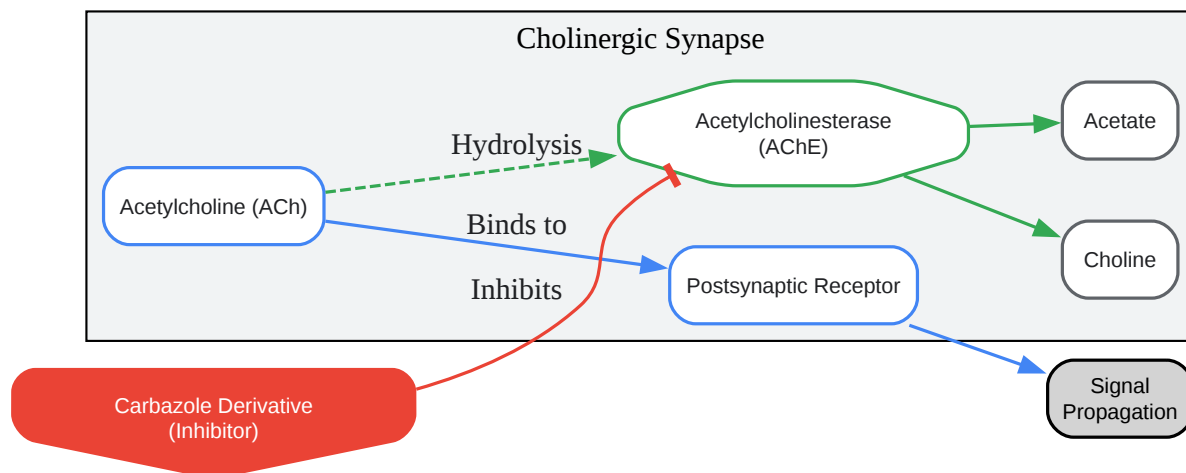 Cholinergic Synapse
Acetylcholinesterase
(AChE)
Acetate
Hydrolysis
Acetylcholine (ACh)
Binds to
Choline
Inhibits
Postsynaptic Receptor
Signal
Propagation
Carbazole Derivative
(Inhibitor)